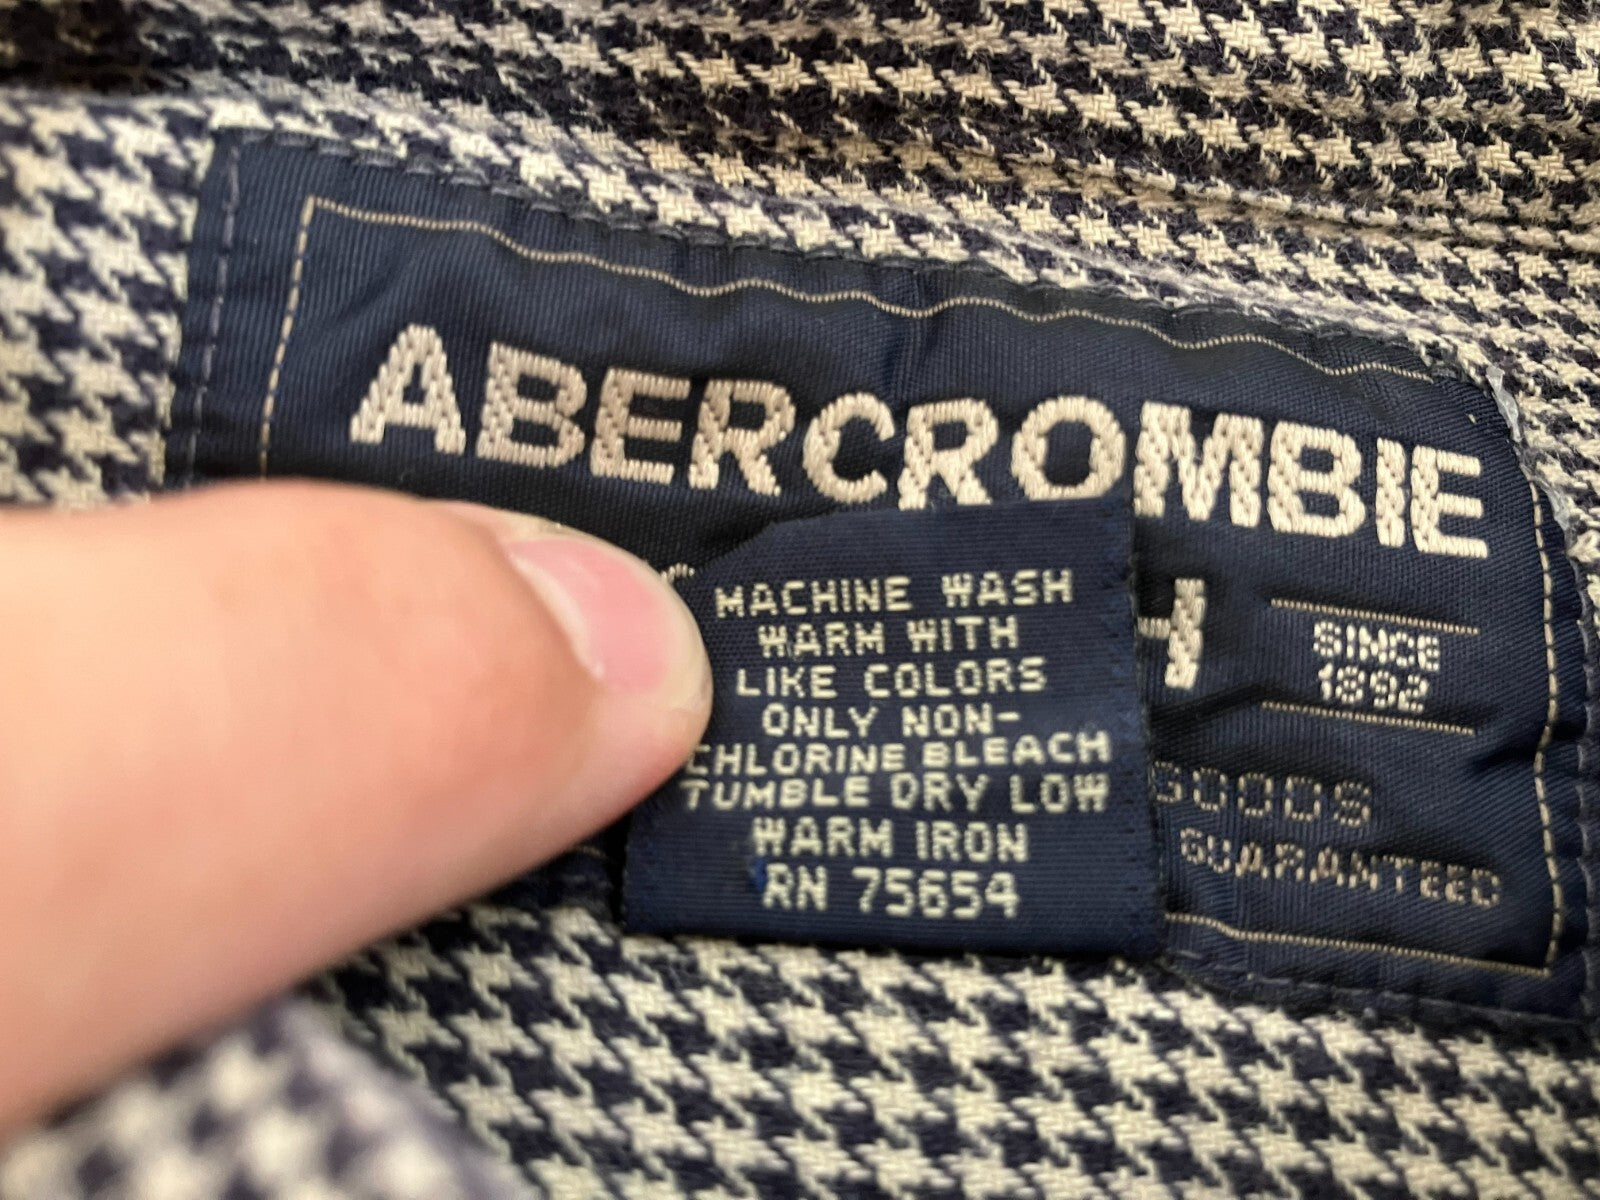 ABERCROMBIE
SINCE
1892
GOODS
GUARANTEED
MACHINE WASH
WARM WITH
LIKE COLORS
ONLY NON-
CHLORINE BLEACH
TUMBLE DRY LOW
WARM IRON
RN 75654